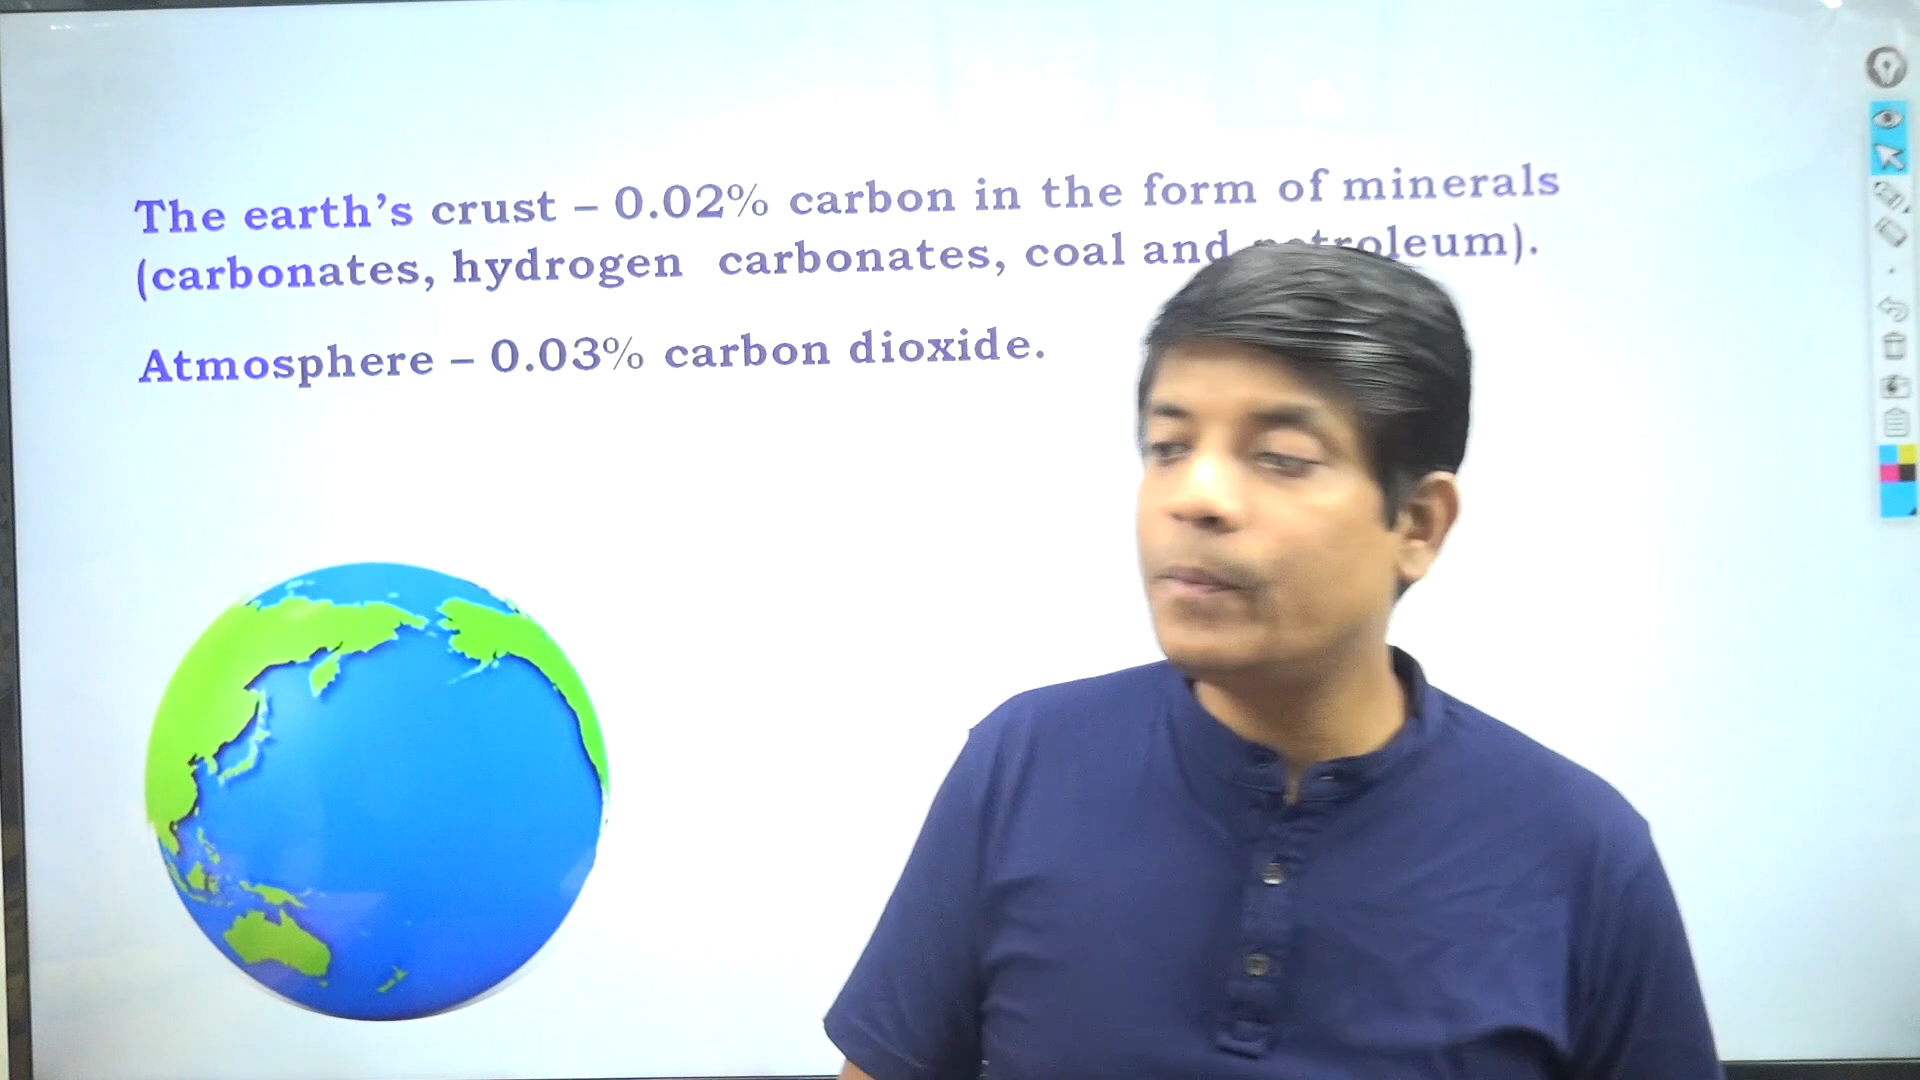 The earth's crust – 0.02% carbon in the form of minerals
(carbonates, hydrogen carbonates, coal and petroleum).
Atmosphere – 0.03% carbon dioxide.